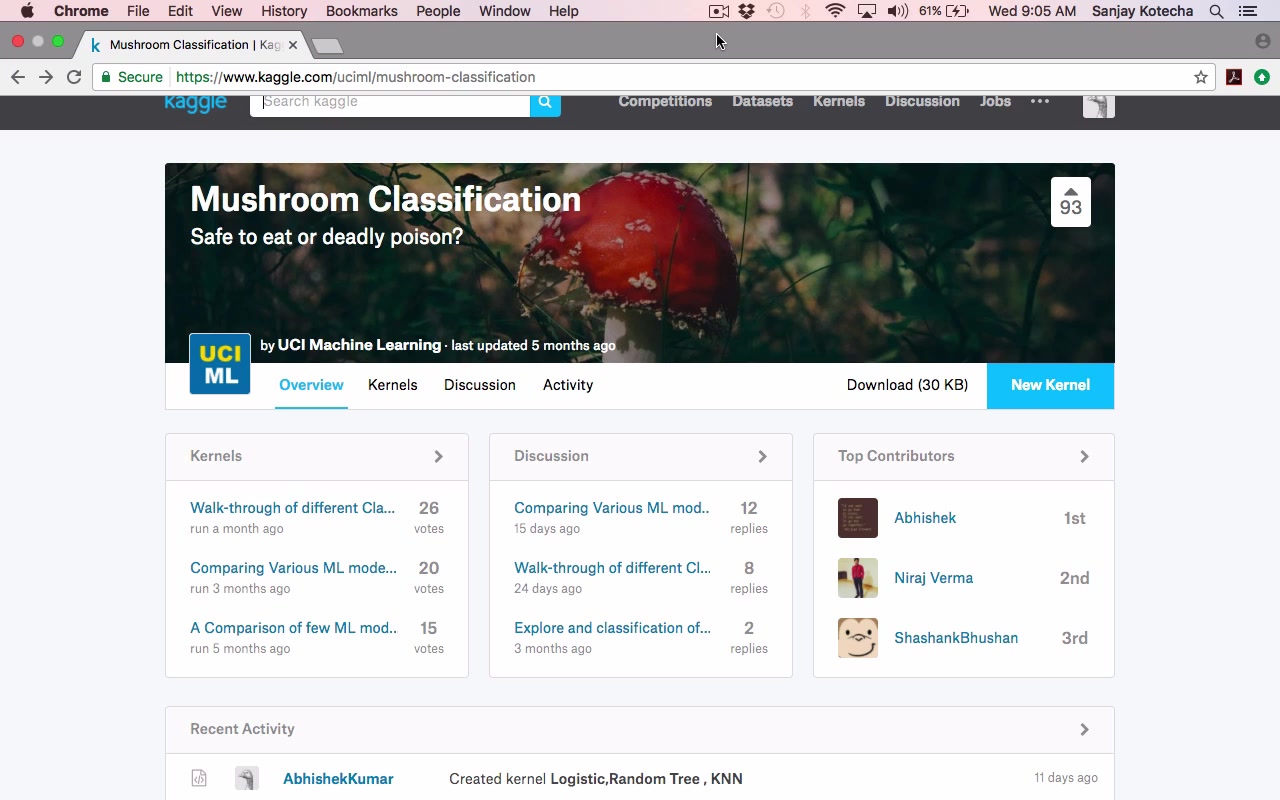 Chrome File Edit View History Bookmarks People Window Help 61% Wed 9:05 AM Sanjay Kotecha
Mushroom Classification | Kag
Secure https://www.kaggle.com/uciml/mushroom-classification
kaggle Search kaggle Competitions Datasets Kernels Discussion Jobs
Mushroom Classification
93
Safe to eat or deadly poison?
UCI ML
by UCI Machine Learning · last updated 5 months ago
Overview Kernels Discussion Activity Download (30 KB) New Kernel
Kernels
Walk-through of different Cla... 26
run a month ago votes
Comparing Various ML mode... 20
run 3 months ago votes
A Comparison of few ML mod.. 15
run 5 months ago votes
Discussion
Comparing Various ML mod.. 12
15 days ago replies
Walk-through of different Cl... 8
24 days ago replies
Explore and classification of... 2
3 months ago replies
Top Contributors
Abhishek 1st
Niraj Verma 2nd
ShashankBhushan 3rd
Recent Activity
AbhishekKumar Created kernel Logistic,Random Tree , KNN 11 days ago